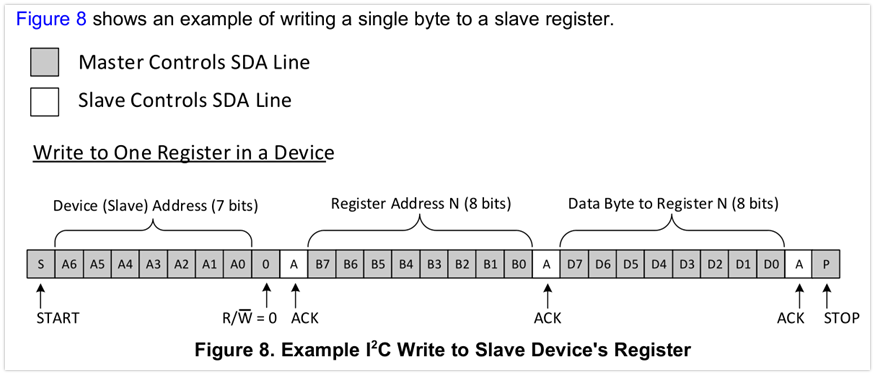 Figure 8 shows an example of writing a single byte to a slave register.
Master Controls SDA Line
Slave Controls SDA Line
Write to One Register in a Device
Device (Slave) Address (7 bits) Register Address N (8 bits) Data Byte to Register N (8 bits)
S A6 A5 A4 A3 A2 A1 A0 0 A B7 B6 B5 B4 B3 B2 B1 B0 A D7 D6 D5 D4 D3 D2 D1 D0 A P
START R/W̅ = 0 ACK ACK ACK STOP
Figure 8. Example I²C Write to Slave Device's Register